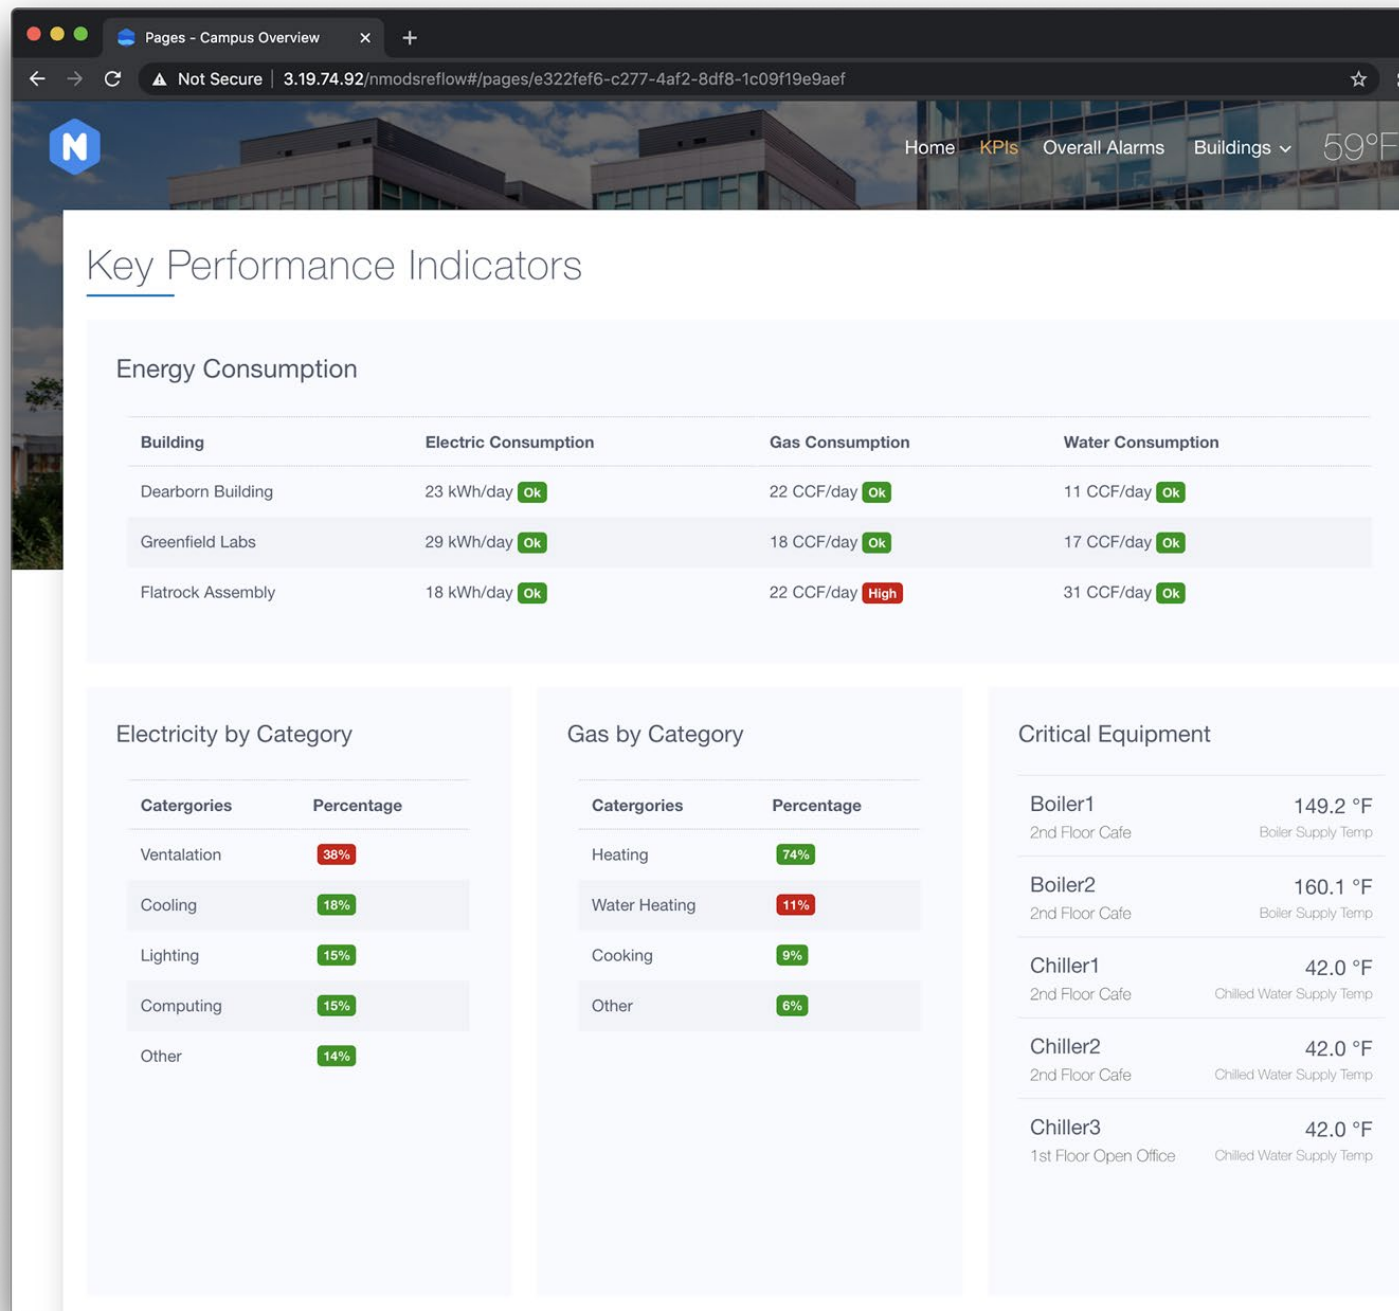 Pages - Campus Overview
Not Secure | 3.19.74.92/nmodsreflow#/pages/e322fef6-c277-4af2-8df8-1c09f19e9aef
N
Home KPIs Overall Alarms Buildings 59°F
Key Performance Indicators
Energy Consumption
Building Electric Consumption Gas Consumption Water Consumption
Dearborn Building 23 kWh/day Ok 22 CCF/day Ok 11 CCF/day Ok
Greenfield Labs 29 kWh/day Ok 18 CCF/day Ok 17 CCF/day Ok
Flatrock Assembly 18 kWh/day Ok 22 CCF/day High 31 CCF/day Ok
Electricity by Category
Catergories Percentage
Ventalation 38%
Cooling 18%
Lighting 15%
Computing 15%
Other 14%
Gas by Category
Catergories Percentage
Heating 74%
Water Heating 11%
Cooking 9%
Other 6%
Critical Equipment
Boiler1 149.2 °F
2nd Floor Cafe Boiler Supply Temp
Boiler2 160.1 °F
2nd Floor Cafe Boiler Supply Temp
Chiller1 42.0 °F
2nd Floor Cafe Chilled Water Supply Temp
Chiller2 42.0 °F
2nd Floor Cafe Chilled Water Supply Temp
Chiller3 42.0 °F
1st Floor Open Office Chilled Water Supply Temp